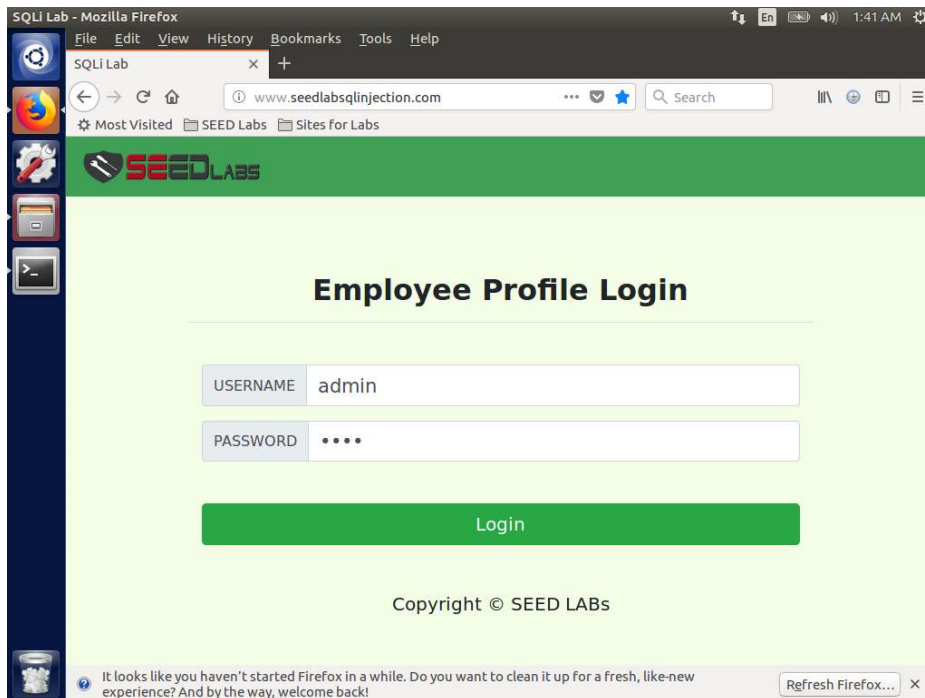 SQLi Lab - Mozilla Firefox En 1:41 AM
File Edit View History Bookmarks Tools Help
SQLi Lab × +
www.seedlabsqlinjection.com ... Search
Most Visited SEED Labs Sites for Labs
SEEDLABS
Employee Profile Login
USERNAME admin
PASSWORD ••••
Login
Copyright © SEED LABs
It looks like you haven't started Firefox in a while. Do you want to clean it up for a fresh, like-new
experience? And by the way, welcome back!
Refresh Firefox... ×